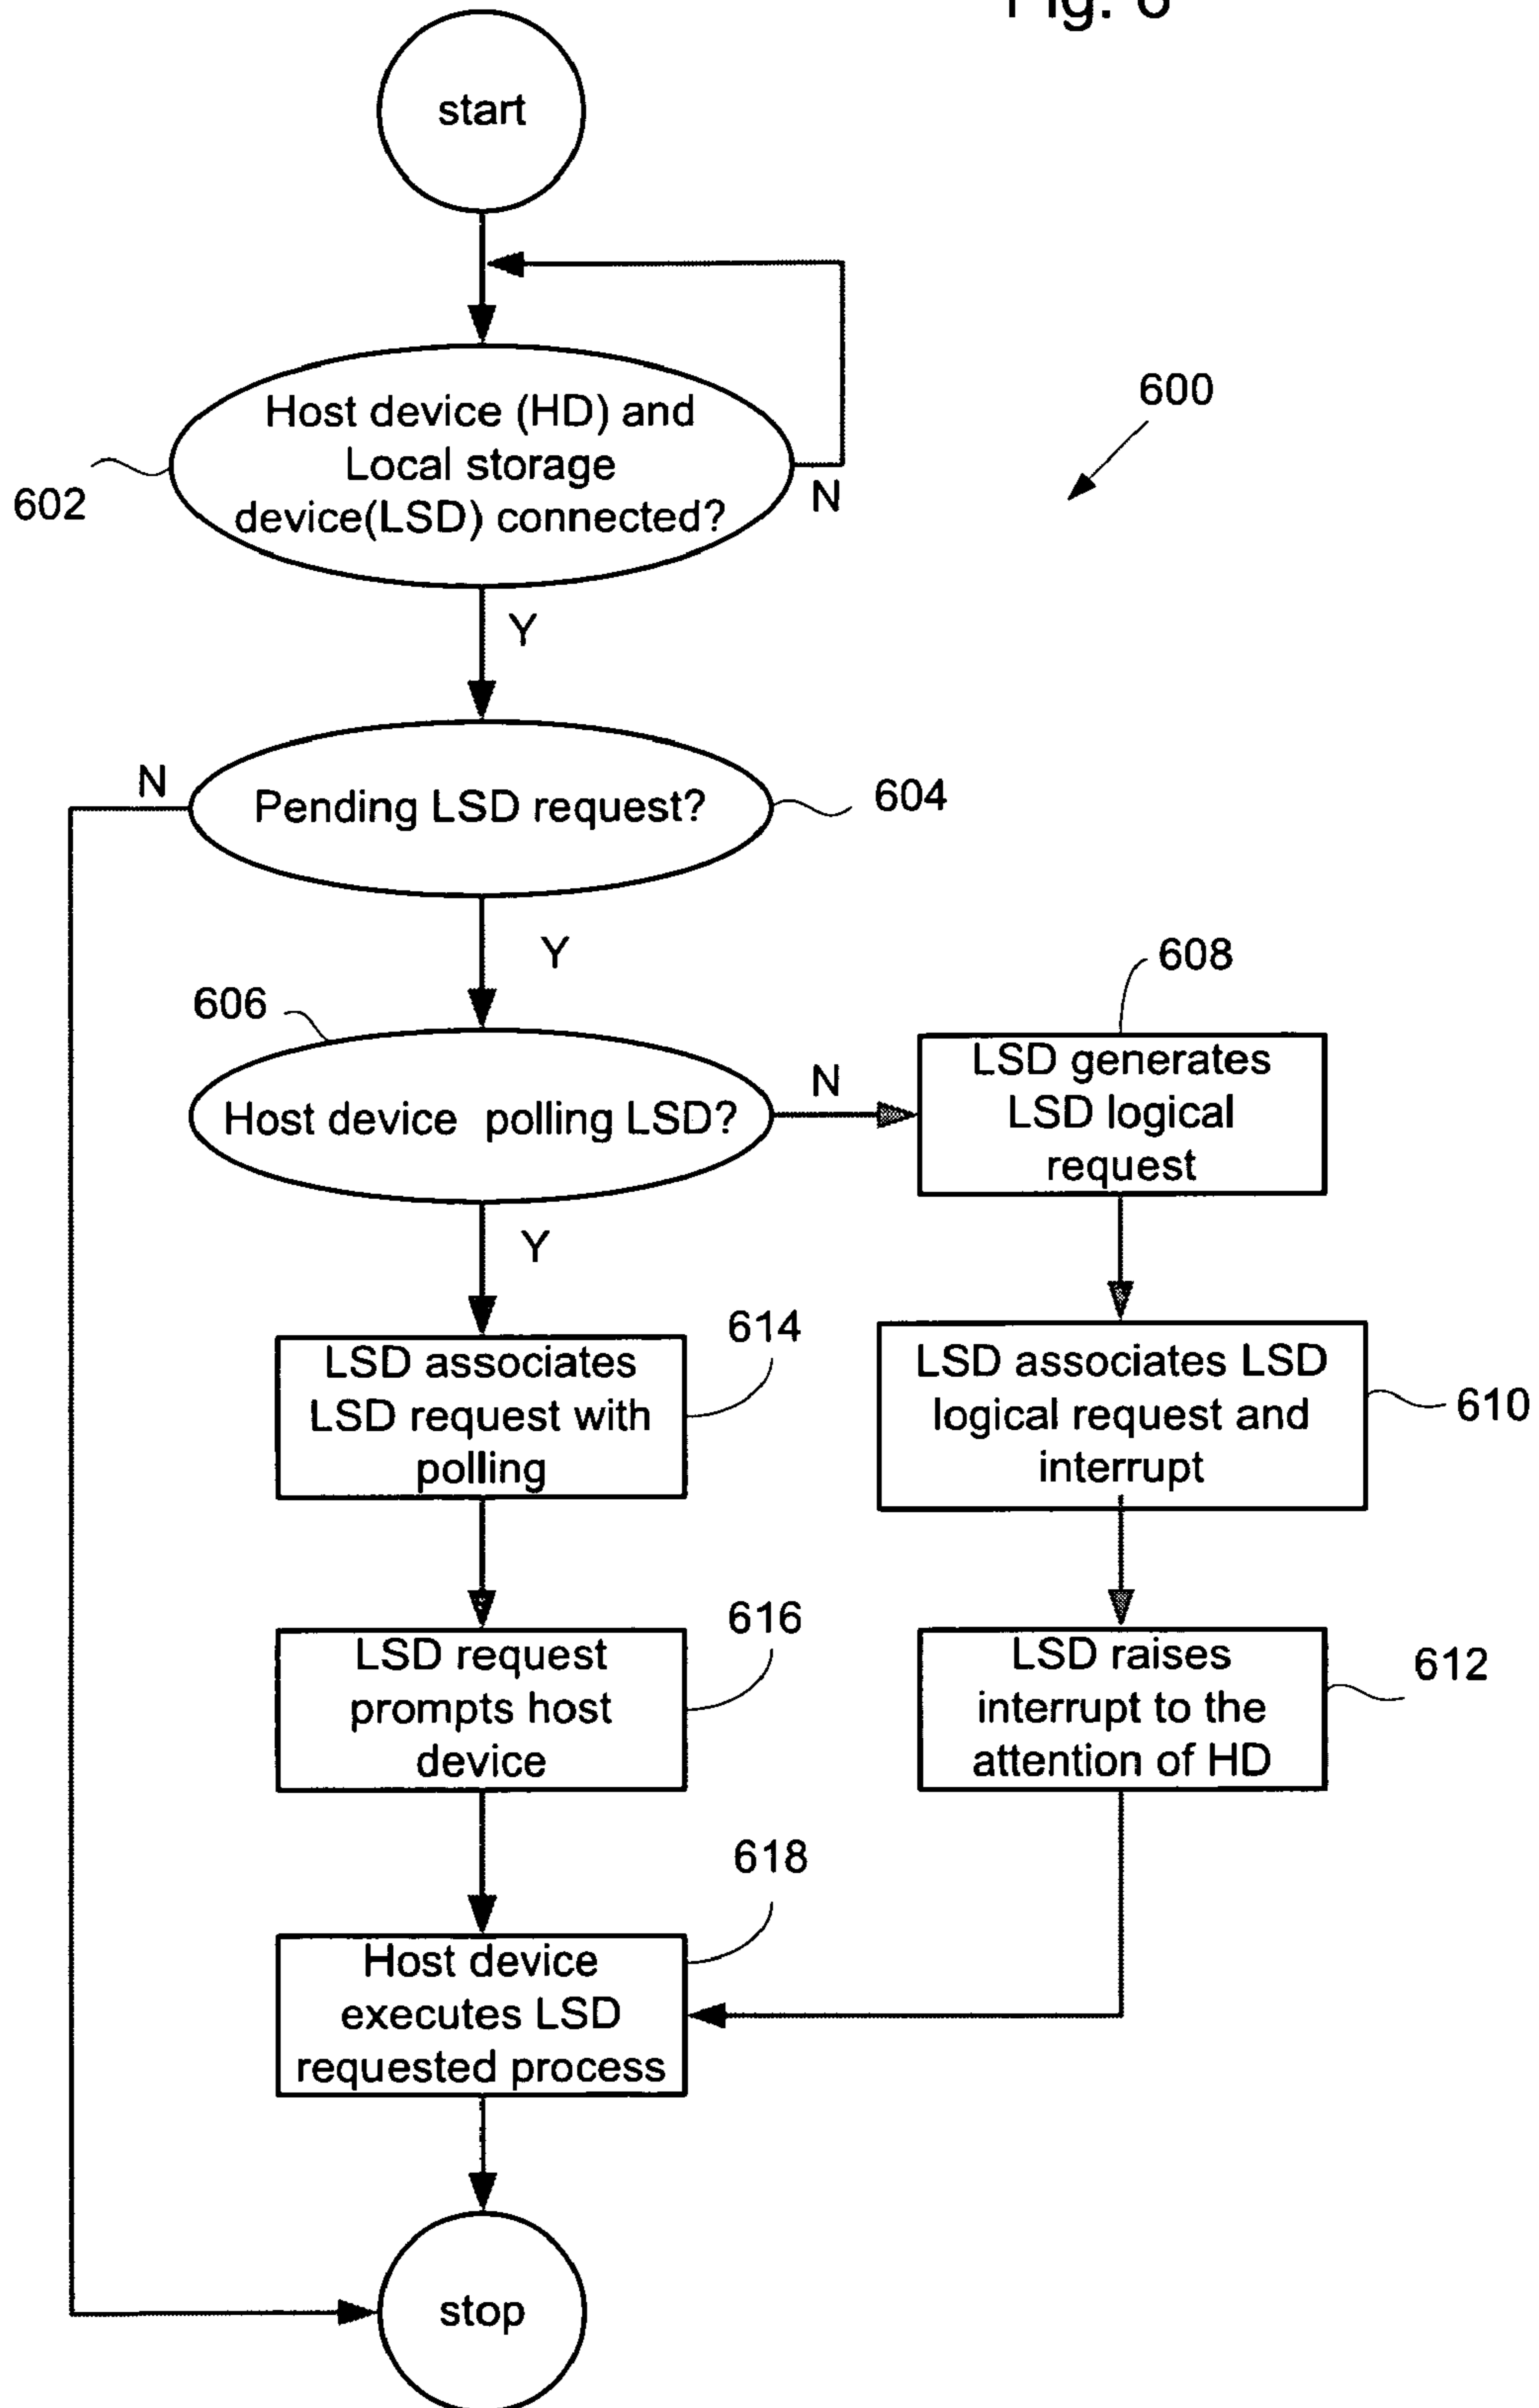 Fig. 6
start
Host device (HD) and
Local storage
device(LSD) connected?
602
N
600
Y
N
Pending LSD request?
604
Y
606
Host device polling LSD?
N
608
LSD generates
LSD logical
request
Y
614
LSD associates
LSD request with
polling
LSD associates LSD
logical request and
interrupt
610
616
LSD request
prompts host
device
LSD raises
interrupt to the
attention of HD
612
618
Host device
executes LSD
requested process
stop